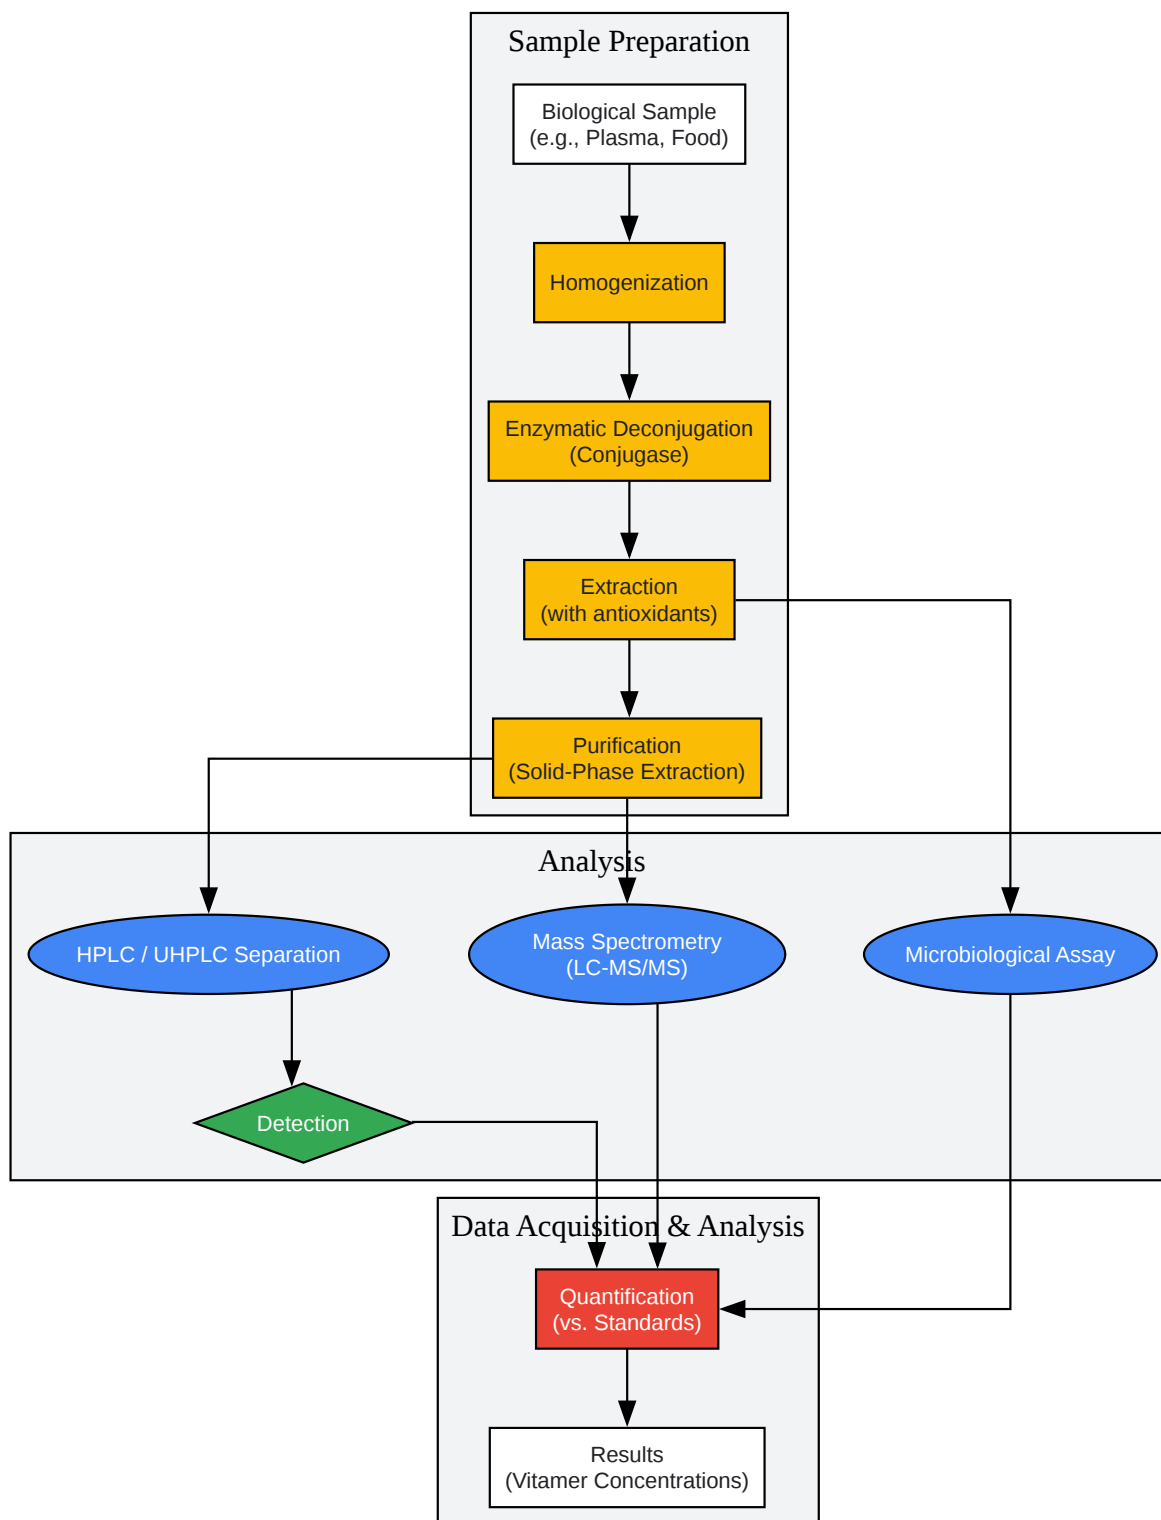 Sample Preparation
Biological Sample
(e.g., Plasma, Food)
Homogenization
Enzymatic Deconjugation
(Conjugase)
Extraction
(with antioxidants)
Purification
(Solid-Phase Extraction)
Analysis
HPLC / UHPLC Separation
Mass Spectrometry
(LC-MS/MS)
Microbiological Assay
Detection
Data Acquisition & Analysis
Quantification
(vs. Standards)
Results
(Vitamer Concentrations)